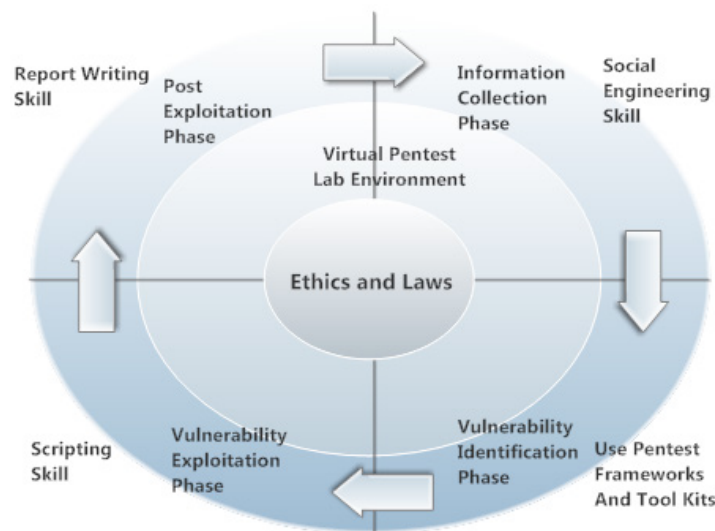 Report Writing
Skill
Post
Exploitation
Phase
Information
Collection
Phase
Social
Engineering
Skill
Virtual Pentest
Lab Environment
Ethics and Laws
Scripting
Skill
Vulnerability
Exploitation
Phase
Vulnerability
Identification
Phase
Use Pentest
Frameworks
And Tool Kits